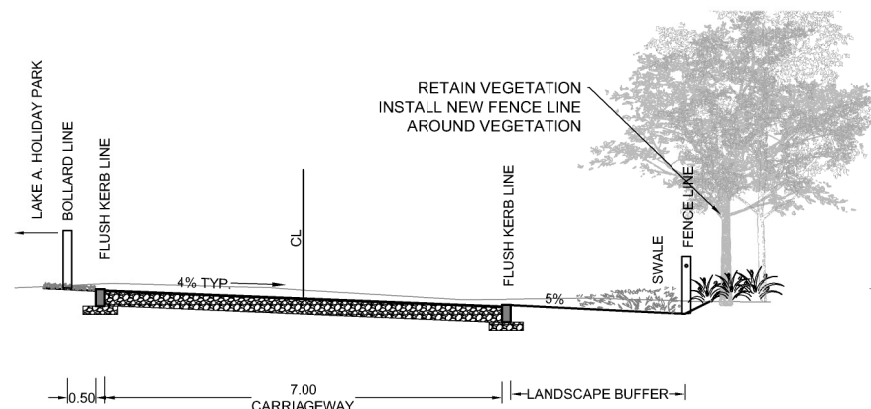 RETAIN VEGETATION
INSTALL NEW FENCE LINE
AROUND VEGETATION
LAKE A. HOLIDAY PARK
BOLLARD LINE
FLUSH KERB LINE
CL
FLUSH KERB LINE
SWALE
FENCE LINE
4% TYP.
5%
0.50
7.00
CARRIAGEWAY
LANDSCAPE BUFFER